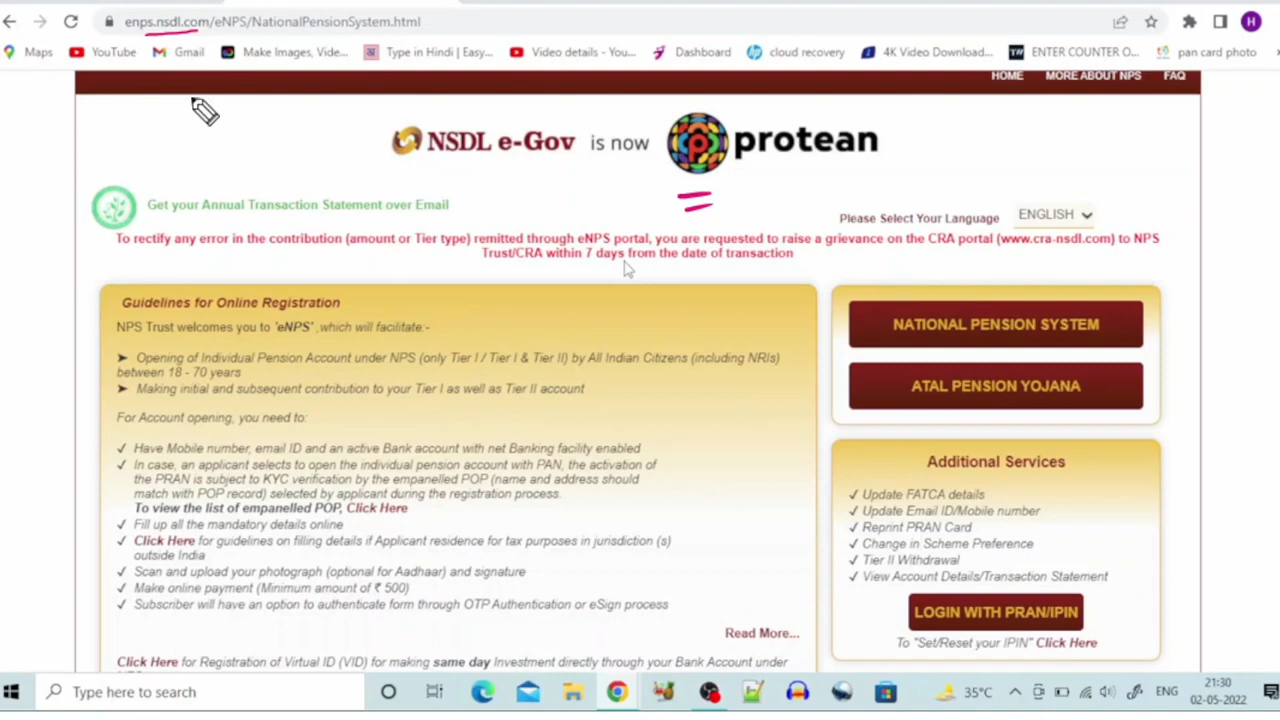 enps.nsdl.com/eNPS/NationalPensionSystem.html
H
Maps YouTube Gmail Make Images, Vide... Type in Hindi | Easy... Video details - You... Dashboard cloud recovery 4K Video Download... ENTER COUNTER O... pan card photo
HOME MORE ABOUT NPS FAQ
NSDL e-Gov is now protean
Get your Annual Transaction Statement over Email
Please Select Your Language ENGLISH
To rectify any error in the contribution (amount or Tier type) remitted through eNPS portal, you are requested to raise a grievance on the CRA portal (www.cra-nsdl.com) to NPS
Trust/CRA within 7 days from the date of transaction
Guidelines for Online Registration
NPS Trust welcomes you to 'eNPS' ,which will facilitate:-
➤ Opening of Individual Pension Account under NPS (only Tier I / Tier I & Tier II) by All Indian Citizens (including NRIs)
between 18 - 70 years
➤ Making initial and subsequent contribution to your Tier I as well as Tier II account
For Account opening, you need to:
✓ Have Mobile number, email ID and an active Bank account with net Banking facility enabled
✓ In case, an applicant selects to open the individual pension account with PAN, the activation of
the PRAN is subject to KYC verification by the empanelled POP (name and address should
match with POP record) selected by applicant during the registration process.
To view the list of empanelled POP, Click Here
✓ Fill up all the mandatory details online
✓ Click Here for guidelines on filling details if Applicant residence for tax purposes in jurisdiction (s)
outside India
✓ Scan and upload your photograph (optional for Aadhaar) and signature
✓ Make online payment (Minimum amount of ₹ 500)
✓ Subscriber will have an option to authenticate form through OTP Authentication or eSign process
Read More...
Click Here for Registration of Virtual ID (VID) for making same day Investment directly through your Bank Account under
NATIONAL PENSION SYSTEM
ATAL PENSION YOJANA
Additional Services
✓ Update FATCA details
✓ Update Email ID/Mobile number
✓ Reprint PRAN Card
✓ Change in Scheme Preference
✓ Tier II Withdrawal
✓ View Account Details/Transaction Statement
LOGIN WITH PRAN/IPIN
To "Set/Reset your IPIN" Click Here
Type here to search
35°C ENG 21:30
02-05-2022